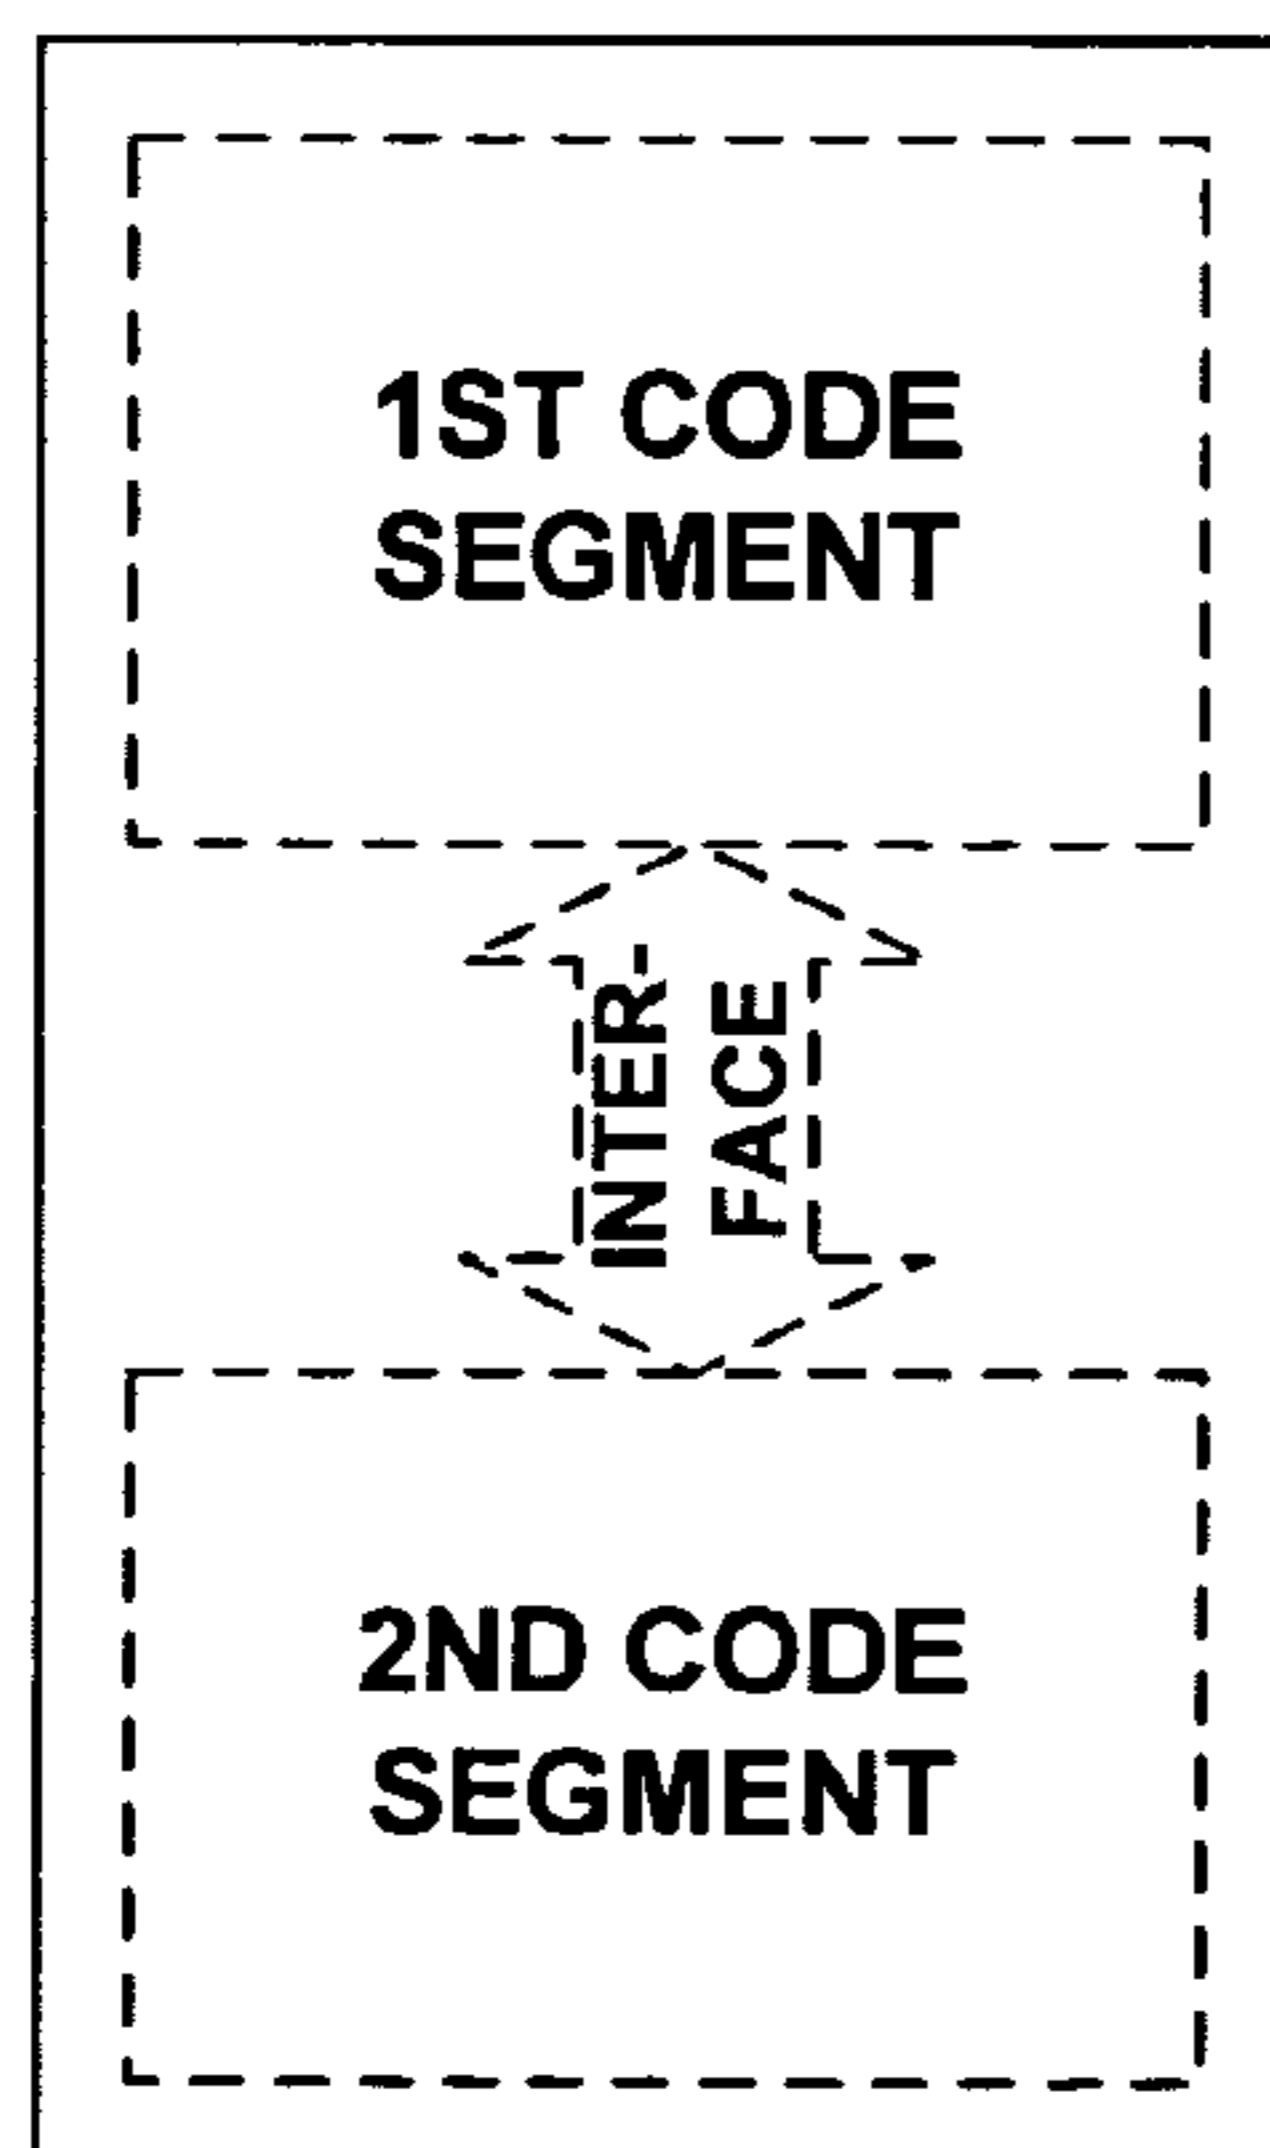 1ST CODE
SEGMENT
INTER-
FACE
2ND CODE
SEGMENT